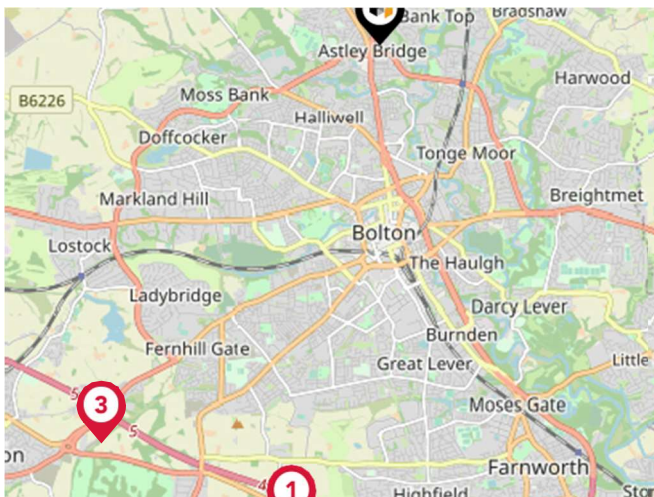 Bank Top
Bradshaw
Astley Bridge
Harwood
B6226
Moss Bank
Halliwell
Doffcocker
Tonge Moor
Markland Hill
Breightmet
Bolton
Lostock
The Haulgh
Ladybridge
Darcy Lever
Burnden
Fernhill Gate
Great Lever
Little
5
3
Moses Gate
5
on
Farnworth
4
1
Highfield
Ston